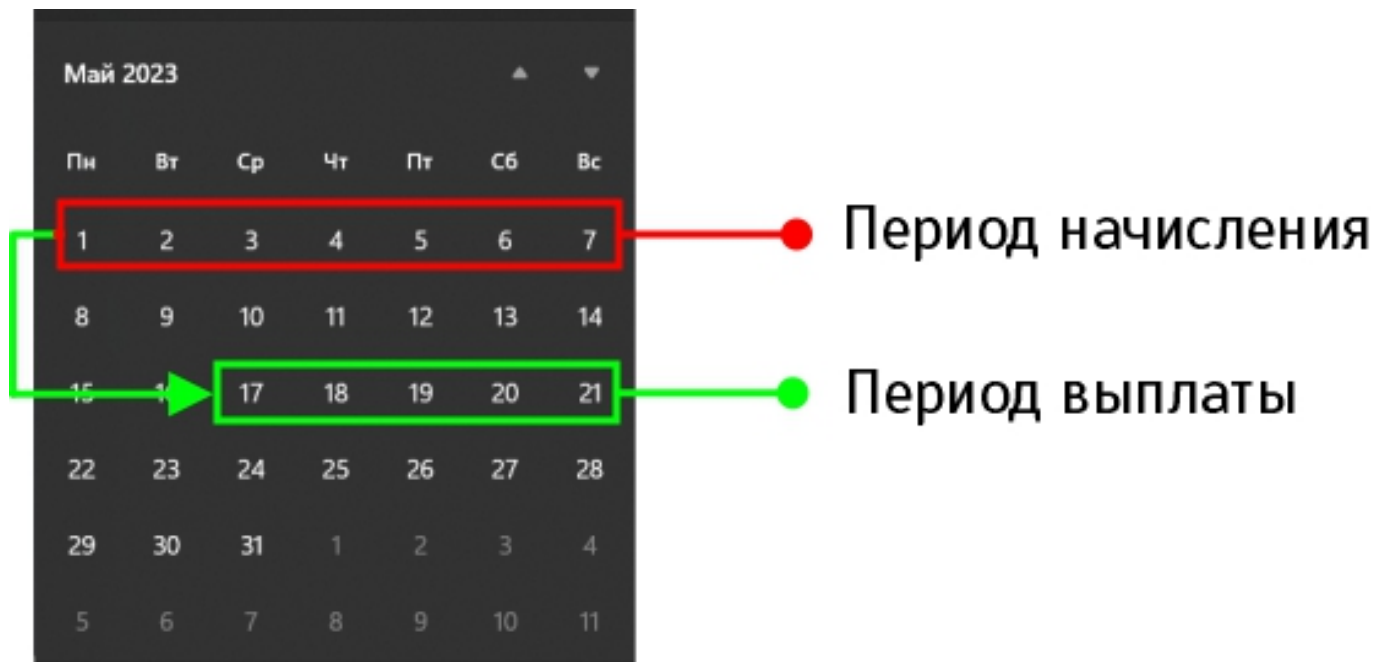 Май 2023
Пн Вт Ср Чт Пт Сб Вс
1 2 3 4 5 6 7
Период начисления
8 9 10 11 12 13 14
15 16 17 18 19 20 21
Период выплаты
22 23 24 25 26 27 28
29 30 31 1 2 3 4
5 6 7 8 9 10 11